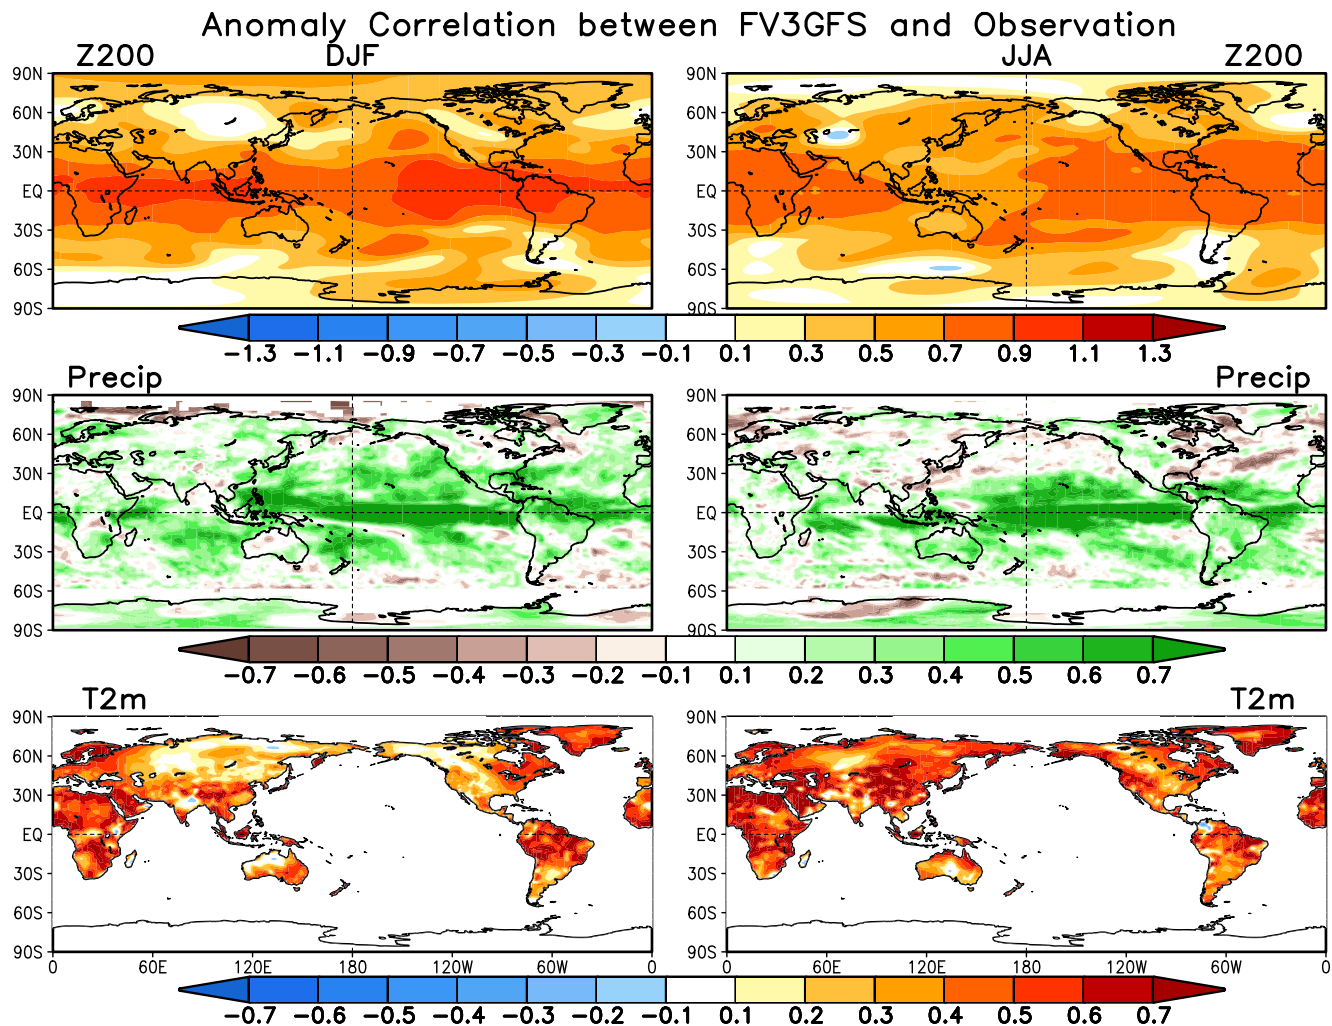 Anomaly Correlation between FV3GFS and Observation
Z200 DJF JJA Z200
90N 90N
60N 60N
30N 30N
EQ EQ
30S 30S
60S 60S
90S 90S
-1.3 -1.1 -0.9 -0.7 -0.5 -0.3 -0.1 0.1 0.3 0.5 0.7 0.9 1.1 1.3
Precip Precip
90N 90N
60N 60N
30N 30N
EQ EQ
30S 30S
60S 60S
90S 90S
-0.7 -0.6 -0.5 -0.4 -0.3 -0.2 -0.1 0.1 0.2 0.3 0.4 0.5 0.6 0.7
T2m T2m
90N 90N
60N 60N
30N 30N
EQ EQ
30S 30S
60S 60S
90S 90S
0 60E 120E 180 120W 60W 0 0 60E 120E 180 120W 60W 0
-0.7 -0.6 -0.5 -0.4 -0.3 -0.2 -0.1 0.1 0.2 0.3 0.4 0.5 0.6 0.7